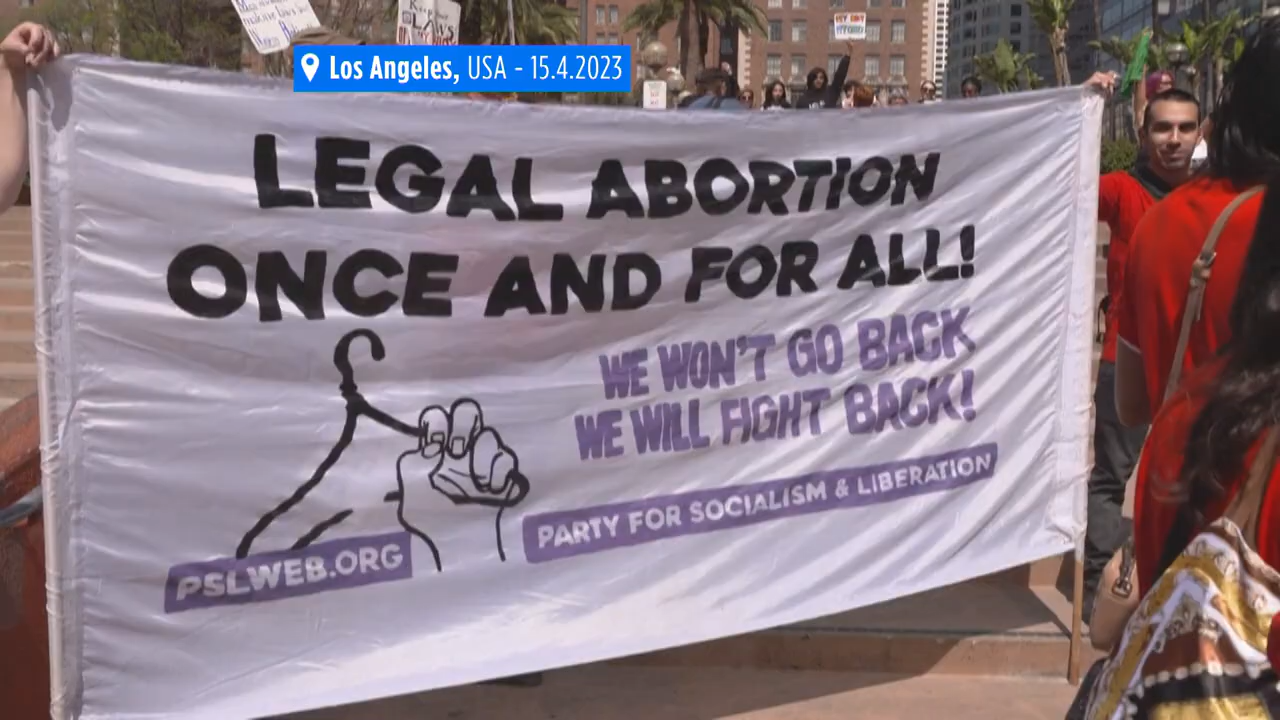 Los Angeles, USA - 15.4.2023
LEGAL ABORTION
ONCE AND FOR ALL!
WE WON'T GO BACK
WE WILL FIGHT BACK!
PARTY FOR SOCIALISM & LIBERATION
PSLWEB.ORG